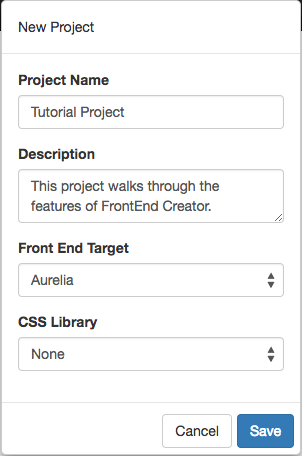 New Project
Project Name
Tutorial Project
Description
This project walks through the
features of FrontEnd Creator.
Front End Target
Aurelia
CSS Library
None
Cancel
Save